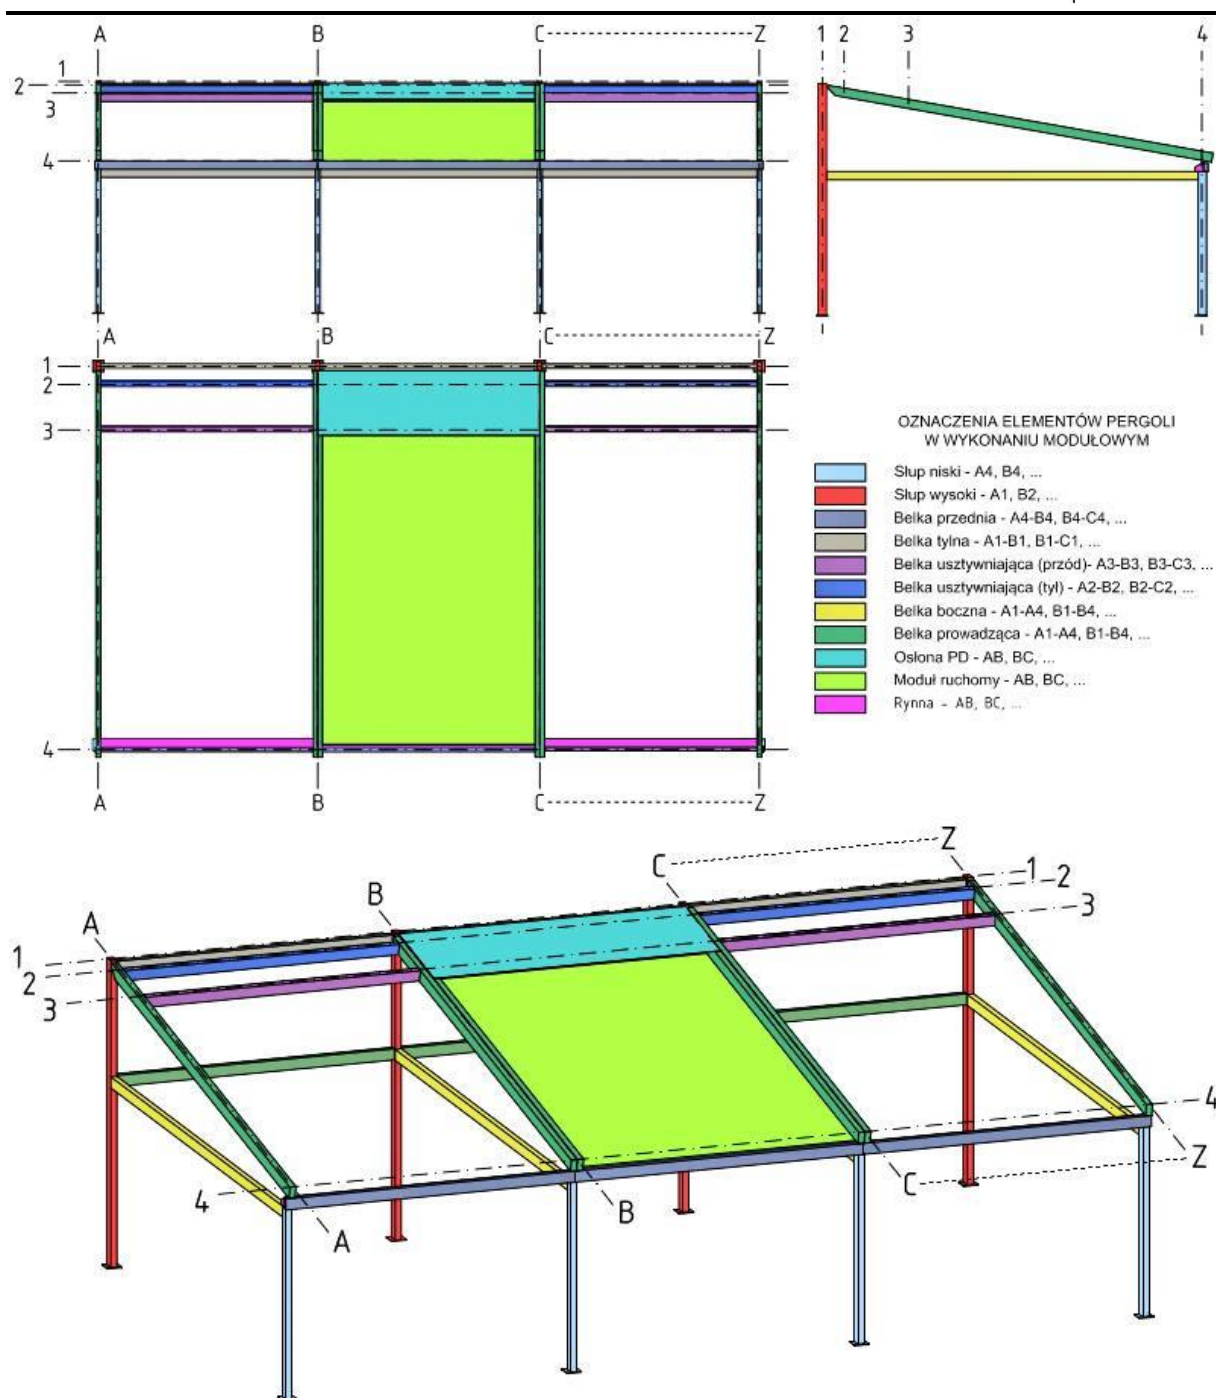 A B C Z
1 2 3 4
1
2
3
4
A B C Z
1
2
3
4
A B C Z
OZNACZENIA ELEMENTÓW PERGOLI
W WYKONANIU MODUŁOWYM
Słup niski - A4, B4, ...
Słup wysoki - A1, B2, ...
Belka przednia - A4-B4, B4-C4, ...
Belka tylna - A1-B1, B1-C1, ...
Belka usztywniająca (przód)- A3-B3, B3-C3, ...
Belka usztywniająca (tył) - A2-B2, B2-C2, ...
Belka boczna - A1-A4, B1-B4, ...
Belka prowadząca - A1-A4, B1-B4, ...
Osłona PD - AB, BC, ...
Moduł ruchomy - AB, BC, ...
Rynna - AB, BC, ...
A B C Z
1
2
3
1
2
3
4
4
A B C Z